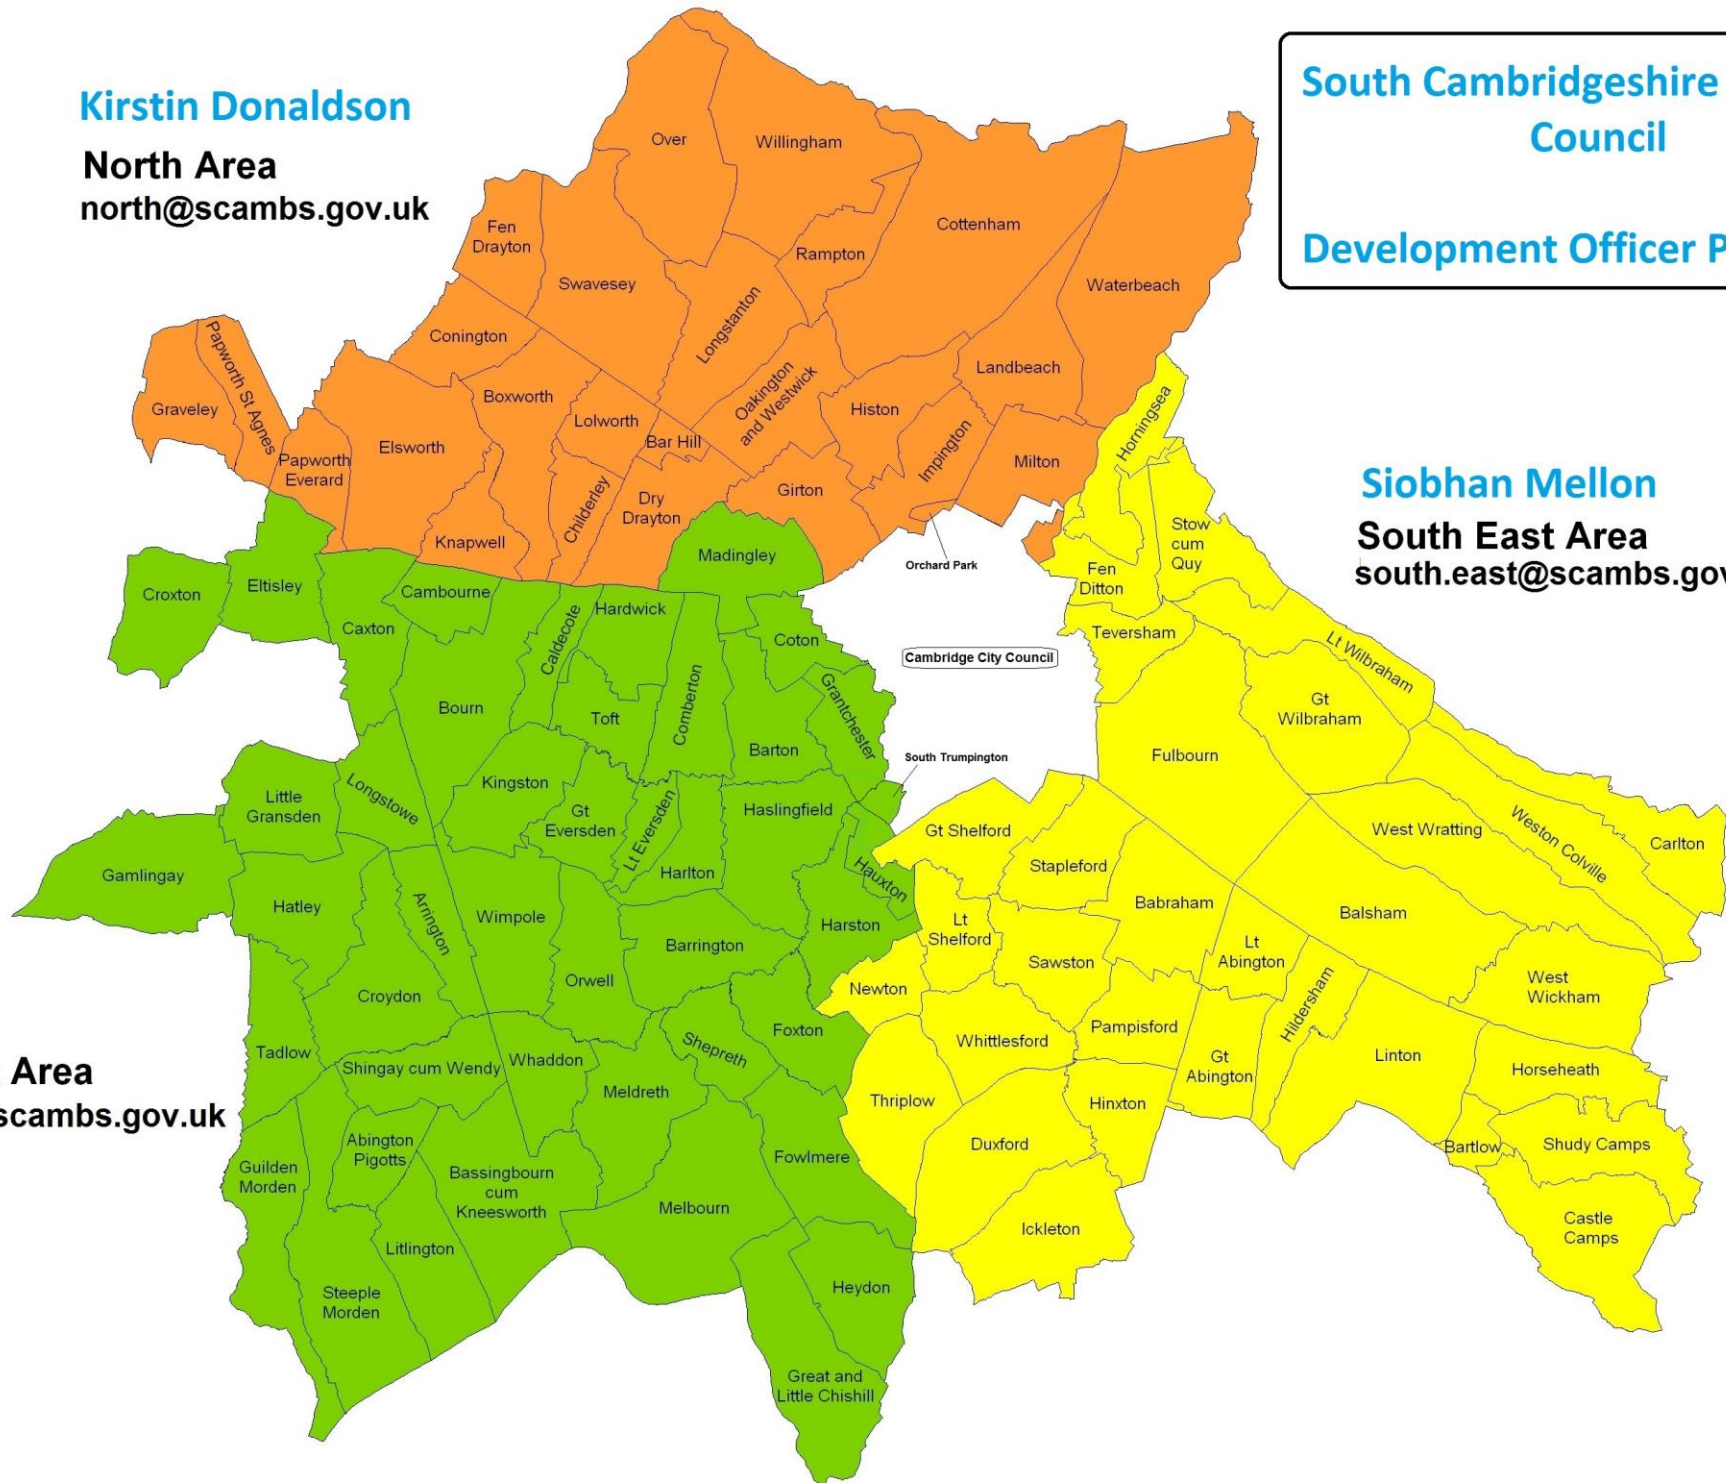 Kirstin Donaldson
North Area
north@scambs.gov.uk
South Cambridgeshire
Council
Development Officer P
Siobhan Mellon
South East Area
south.east@scambs.gov
Area
scambs.gov.uk
Over
Willingham
Fen
Drayton
Swavesey
Rampton
Cottenham
Waterbeach
Longstanton
Conington
Papworth St Agnes
Graveley
Papworth
Everard
Elsworth
Boxworth
Lolworth
Bar Hill
Oakington
and Westwick
Histon
Impington
Landbeach
Milton
Knapwell
Childerley
Dry
Drayton
Girton
Orchard Park
Madingley
Croxton
Eltisley
Caxton
Cambourne
Caldecote
Hardwick
Coton
Bourn
Toft
Comberton
Barton
Grantchester
Cambridge City Council
South Trumpington
Longstowe
Kingston
Little
Gransden
Gt
Eversden
Lt Eversden
Haslingfield
Harlton
Hauxton
Gamlingay
Hatley
Arrington
Wimpole
Orwell
Barrington
Harston
Croydon
Tadlow
Shingay cum Wendy
Whaddon
Meldreth
Shepreth
Foxton
Guilden
Morden
Abington
Pigotts
Bassingbourn
cum
Kneesworth
Fowlmere
Melbourn
Litlington
Steeple
Morden
Heydon
Great and
Little Chishill
Horningsea
Stow
cum
Quy
Fen
Ditton
Teversham
Lt Wilbraham
Gt
Wilbraham
Fulbourn
West Wratting
Weston Colville
Carlton
Gt Shelford
Stapleford
Babraham
Balsham
Lt
Shelford
Sawston
Lt
Abington
Hildersham
West
Wickham
Newton
Whittlesford
Pampisford
Gt
Abington
Linton
Horseheath
Thriplow
Duxford
Hinxton
Bartlow
Shudy Camps
Castle
Camps
Ickleton